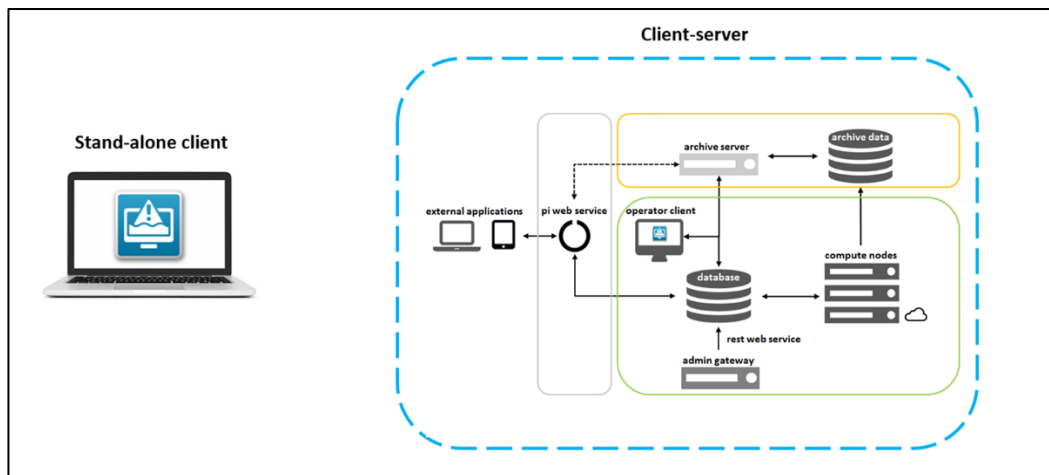 Client-server
Stand-alone client
archive server
archive data
external applications
pi web service
operator client
compute nodes
database
rest web service
admin gateway